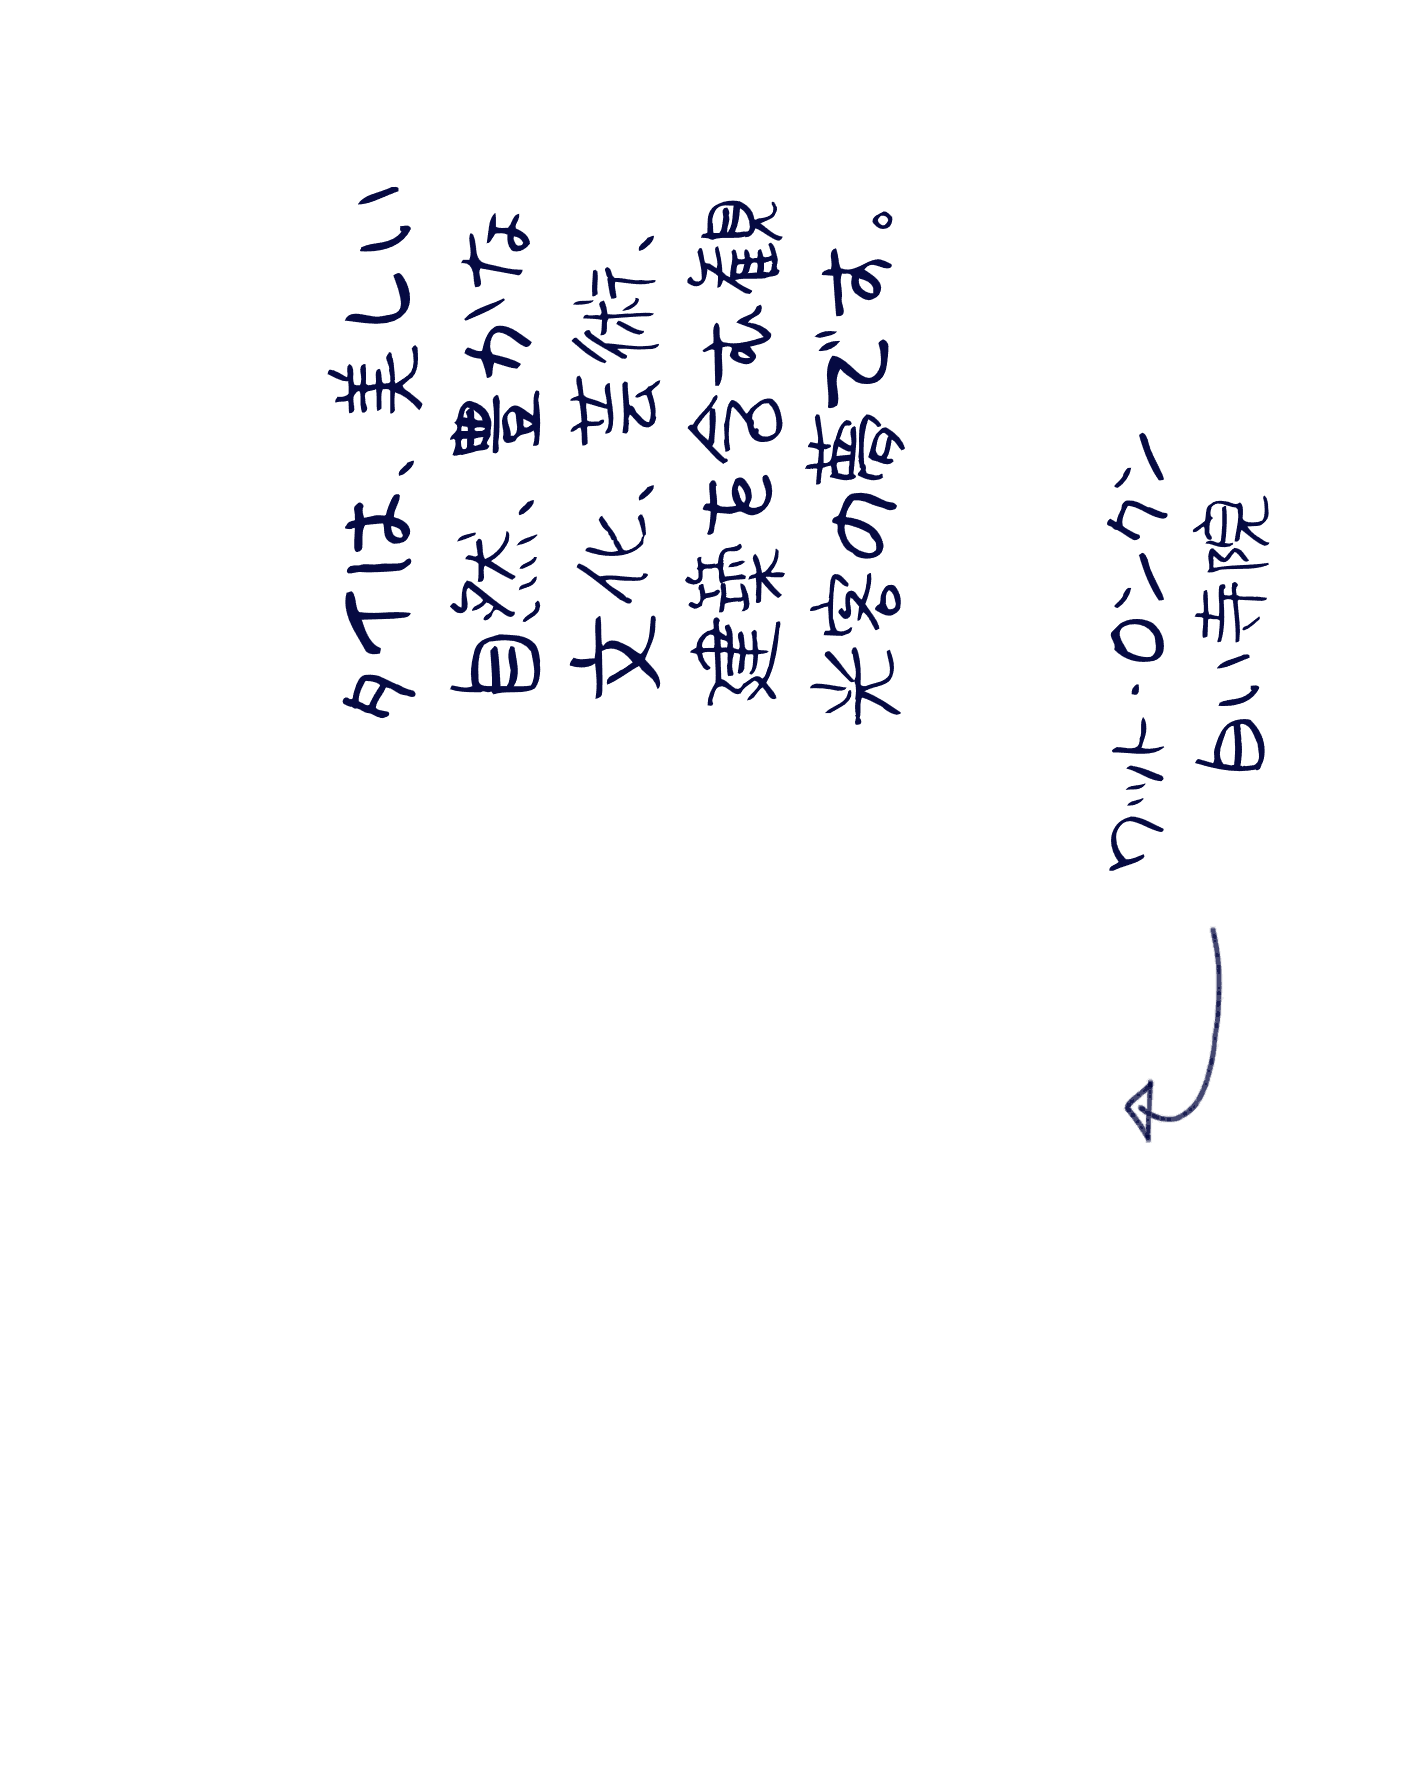 タイは、美しい
自然、豊かな
文化、芸術、
建築を含む観
光客の夢です。
ワット・ロンクン
白い寺院